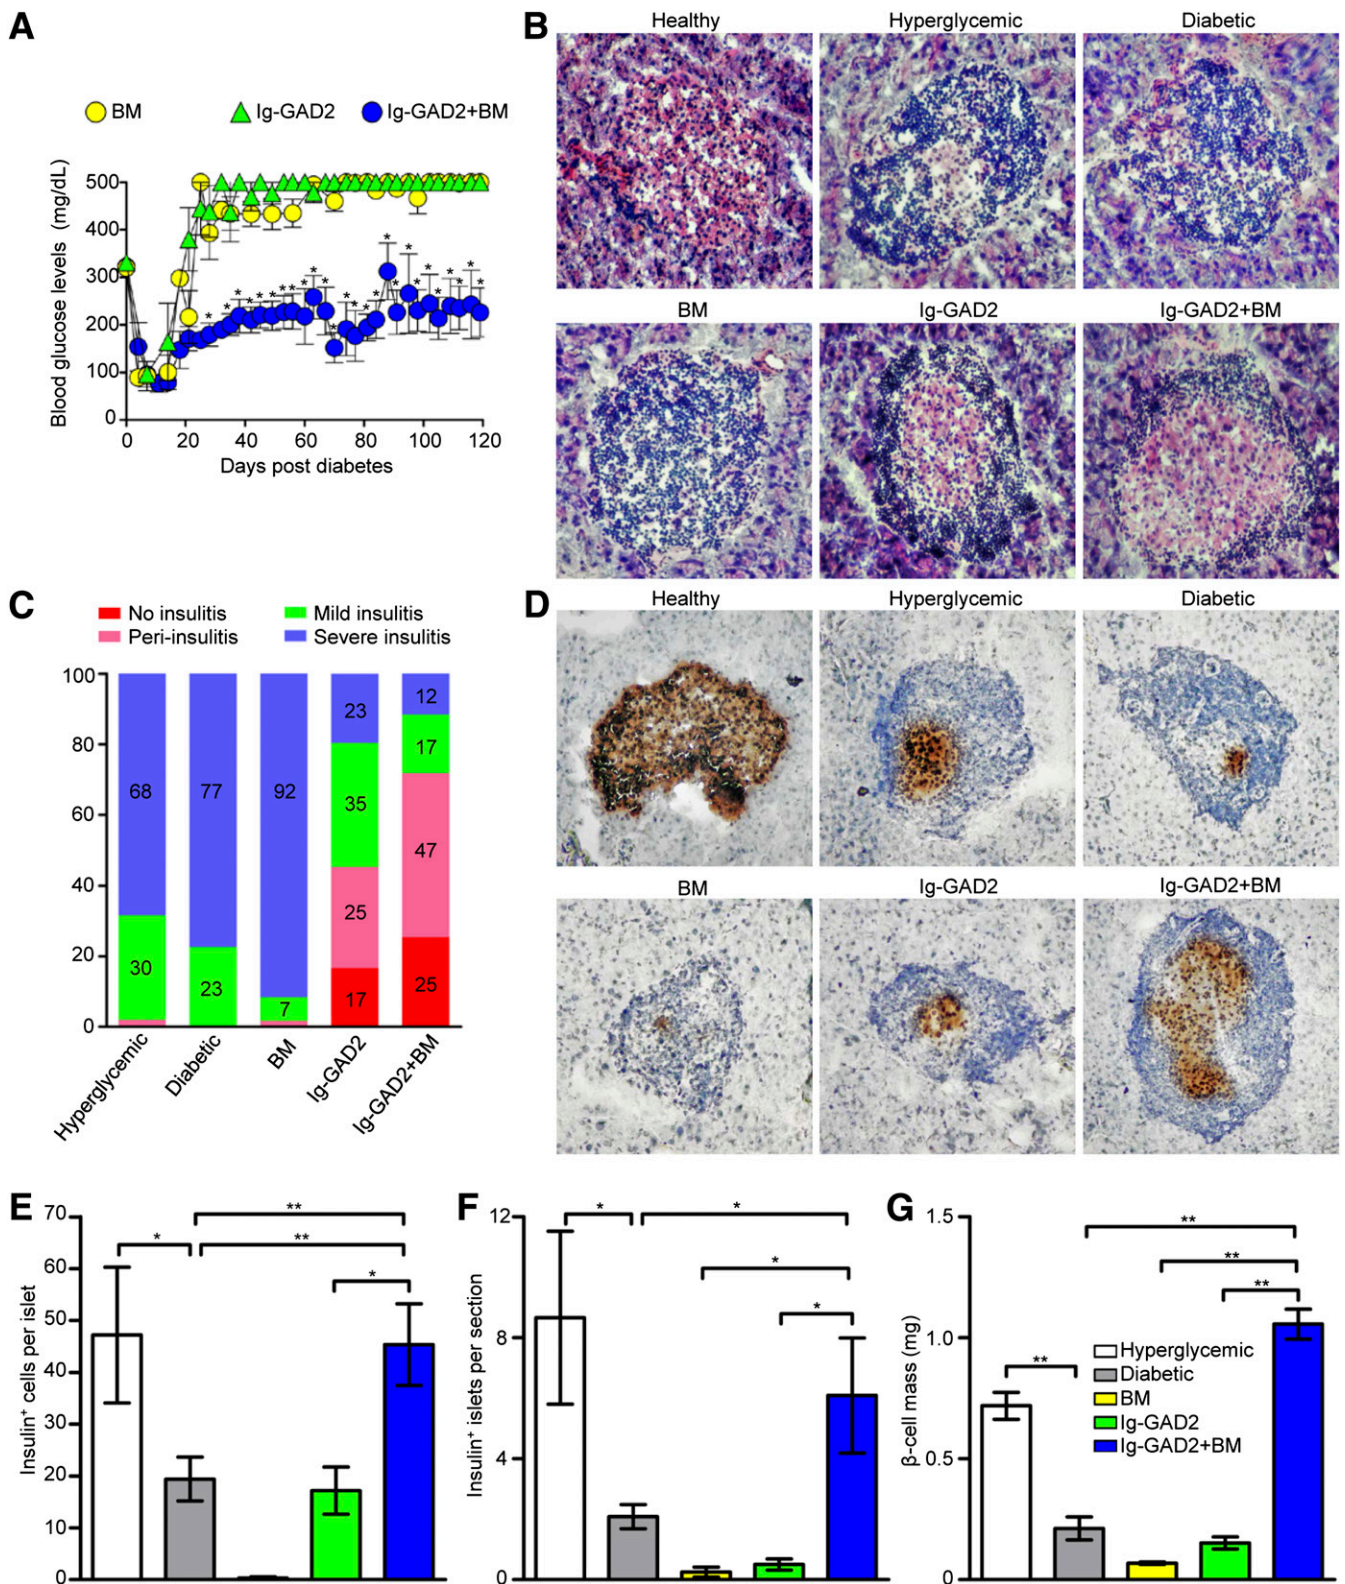 A
BM
Ig-GAD2
Ig-GAD2+BM
Blood glucose levels (mg/dL)
500
400
300
200
100
0
0 20 40 60 80 100 120
Days post diabetes
* * * * * * * * * * * * * * * * * * * * * * * *
B
Healthy
Hyperglycemic
Diabetic
BM
Ig-GAD2
Ig-GAD2+BM
C
No insulitis
Mild insulitis
Peri-insulitis
Severe insulitis
100
80
60
40
20
0
68
30
77
23
92
7
23
35
25
17
12
17
47
25
Hyperglycemic
Diabetic
BM
Ig-GAD2
Ig-GAD2+BM
D
Healthy
Hyperglycemic
Diabetic
BM
Ig-GAD2
Ig-GAD2+BM
E
Insulin⁺ cells per islet
70
60
50
40
30
20
10
0
**
*
**
*
F
Insulin⁺ islets per section
12
8
4
0
*
*
*
*
G
β-cell mass (mg)
1.5
1.0
0.5
0
**
**
**
**
Hyperglycemic
Diabetic
BM
Ig-GAD2
Ig-GAD2+BM